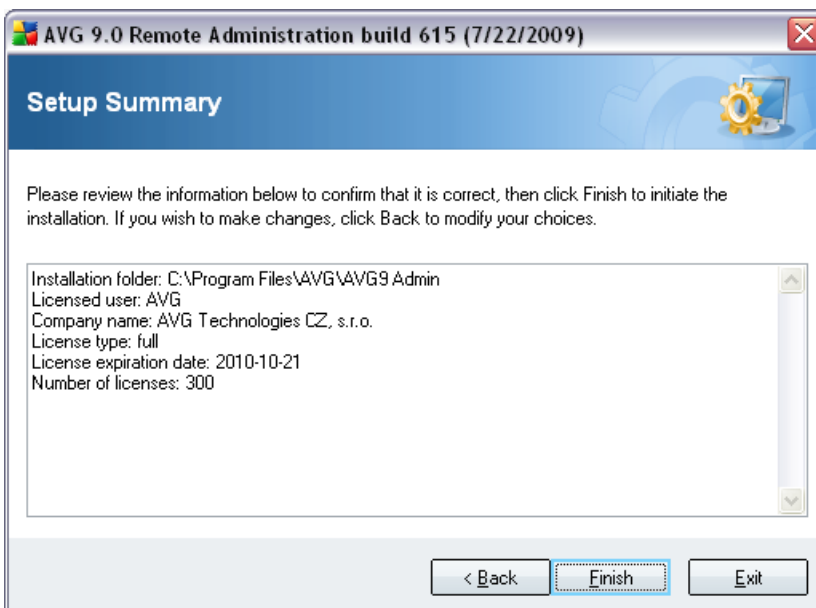 AVG 9.0 Remote Administration build 615 (7/22/2009)
Setup Summary
Please review the information below to confirm that it is correct, then click Finish to initiate the
installation. If you wish to make changes, click Back to modify your choices.
Installation folder: C:\Program Files\AVG\AVG9 Admin
Licensed user: AVG
Company name: AVG Technologies CZ, s.r.o.
License type: full
License expiration date: 2010-10-21
Number of licenses: 300
< Back
Finish
Exit